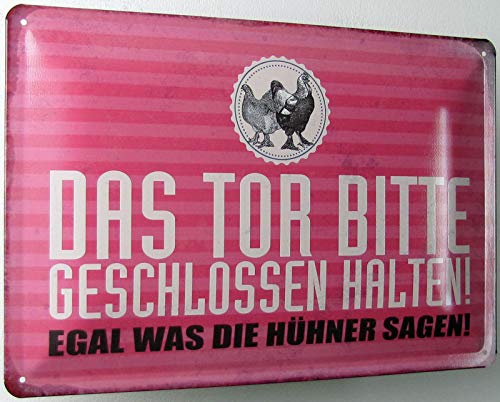 DAS TOR BITTE
GESCHLOSSEN HALTEN!
EGAL WAS DIE HÜHNER SAGEN!